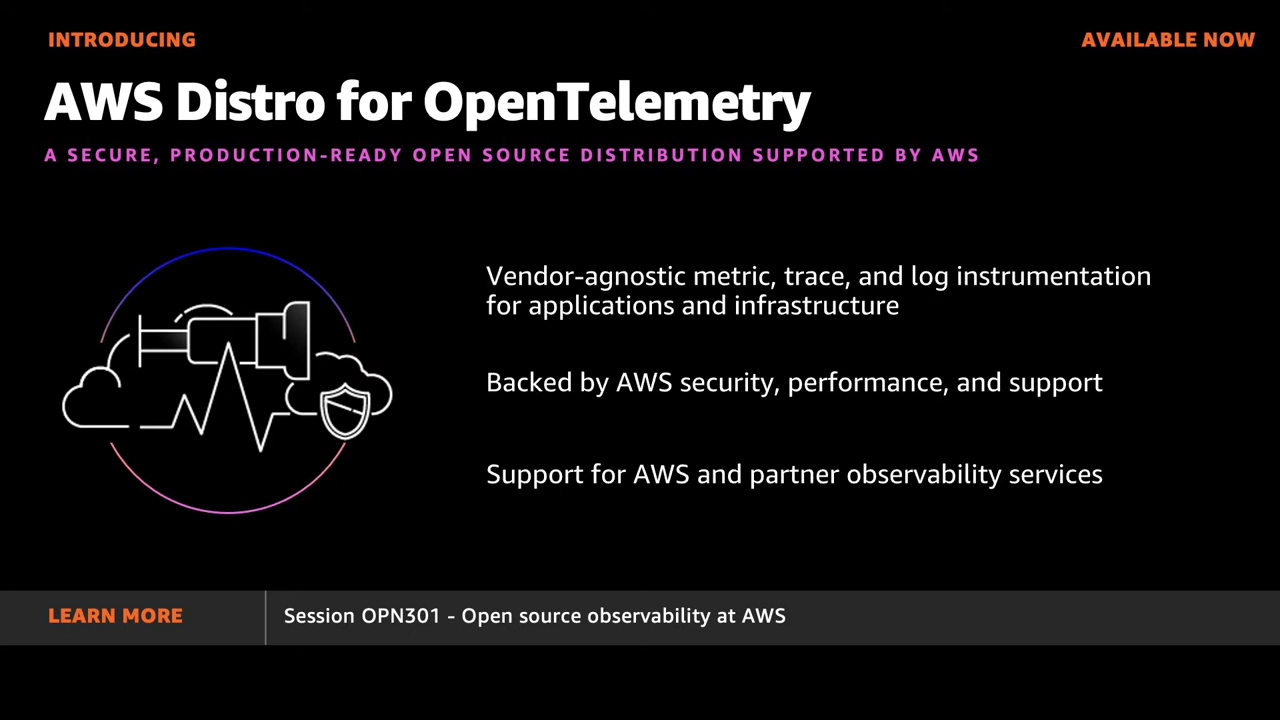 INTRODUCING
AVAILABLE NOW
AWS Distro for OpenTelemetry
A SECURE, PRODUCTION-READY OPEN SOURCE DISTRIBUTION SUPPORTED BY AWS
Vendor-agnostic metric, trace, and log instrumentation
for applications and infrastructure
Backed by AWS security, performance, and support
Support for AWS and partner observability services
LEARN MORE
Session OPN301 - Open source observability at AWS